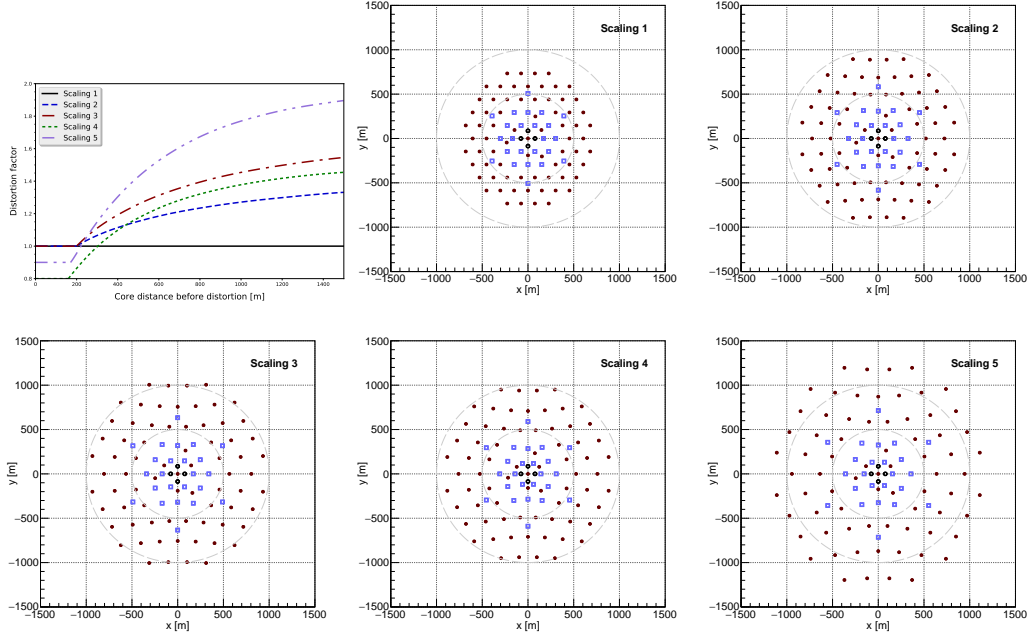 Scaling 1
Scaling 2
Scaling 3
Scaling 4
Scaling 5
2.0
1.8
1.6
1.4
1.2
1.0
0.8
Distortion factor
0 200 400 600 800 1000 1200 1400
Core distance before distortion [m]
Scaling 1
1500
1000
500
0
−500
−1000
−1500
y [m]
−1500 −1000 −500 0 500 1000 1500
x [m]
Scaling 2
1500
1000
500
0
−500
−1000
−1500
y [m]
−1500 −1000 −500 0 500 1000 1500
x [m]
Scaling 3
1500
1000
500
0
−500
−1000
−1500
y [m]
−1500 −1000 −500 0 500 1000 1500
x [m]
Scaling 4
1500
1000
500
0
−500
−1000
−1500
y [m]
−1500 −1000 −500 0 500 1000 1500
x [m]
Scaling 5
1500
1000
500
0
−500
−1000
−1500
y [m]
−1500 −1000 −500 0 500 1000 1500
x [m]